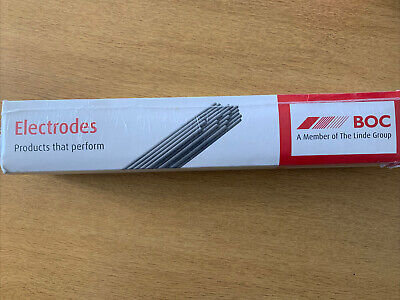 Electrodes
Products that perform
BOC
A Member of The Linde Group